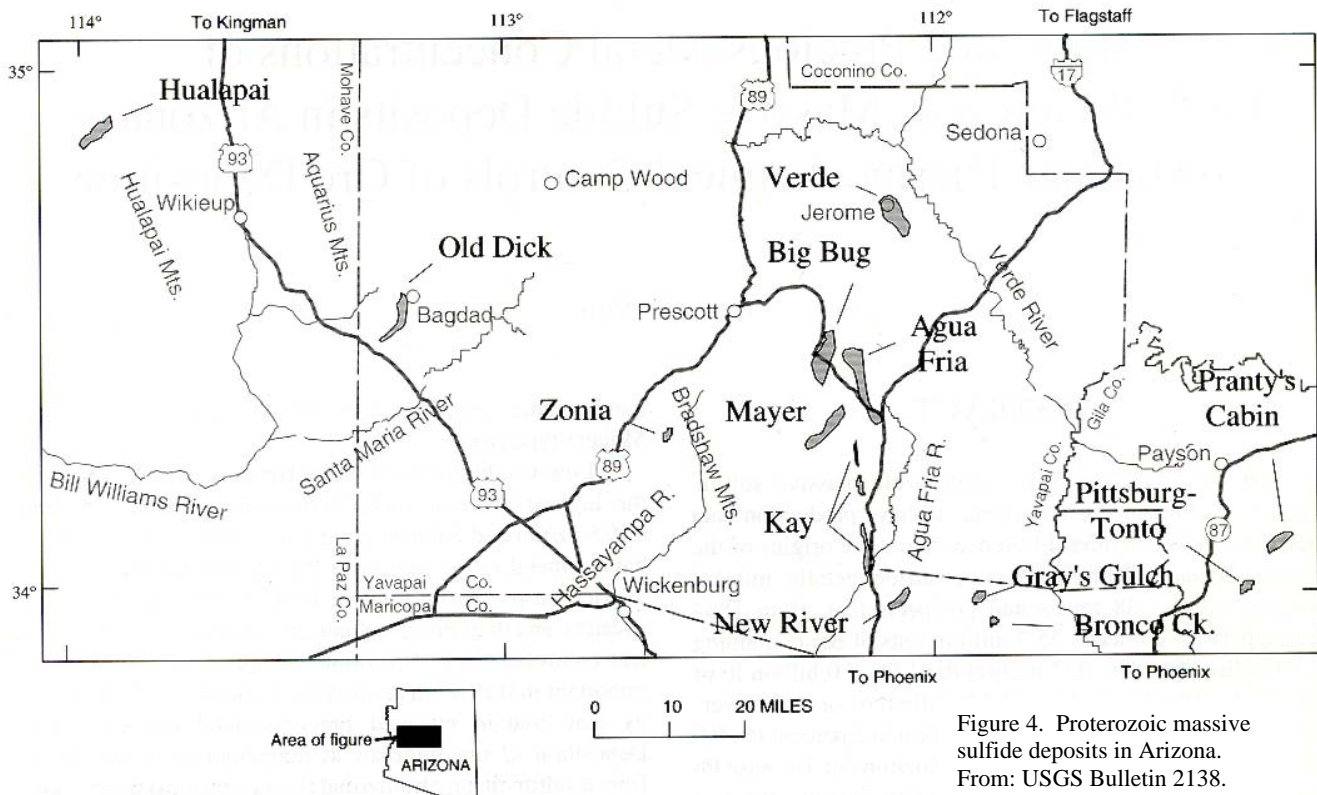 114°
To Kingman
113°
112°
To Flagstaff
35°
Hualapai
93
Mohave Co.
Aquarius Mts.
Hualapai Mts.
Wikieup
Camp Wood
89
Coconino Co.
17
Sedona
Verde
Jerome
Old Dick
Bagdad
Big Bug
Prescott
Verde River
Agua
Fria
Pranty's
Cabin
Zonia
Bradshaw Mts
Mayer
Gila Co.
Payson
Santa Maria River
Bill Williams River
89
93
Hassayampa R.
Kay
Agua Fria R.
Yavapai Co.
Pittsburg-
Tonto
87
La Paz Co.
34°
Yavapai Co.
Maricopa Co.
Wickenburg
Gray's Gulch
New River
Bronco Ck.
To Phoenix
To Phoenix
0 10 20 MILES
Area of figure
ARIZONA
Figure 4. Proterozoic massive
sulfide deposits in Arizona.
From: USGS Bulletin 2138.